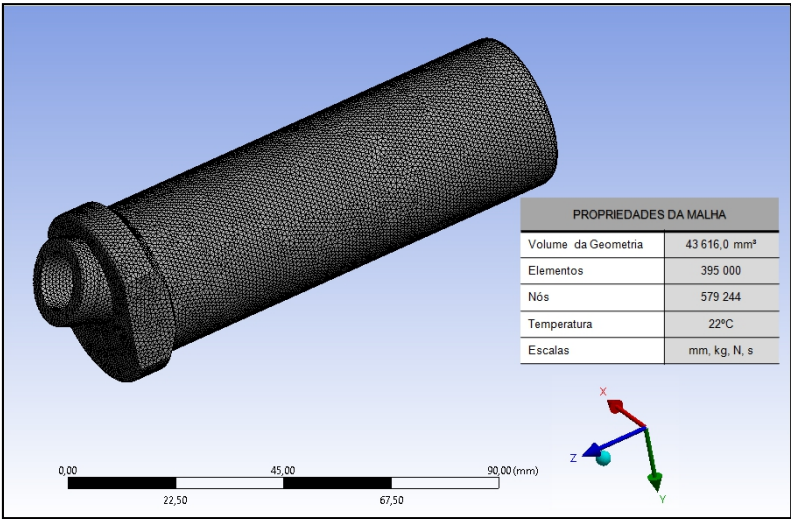 PROPRIEDADES DA MALHA
Volume da Geometria 43 616,0 mm³
Elementos 395 000
Nós 579 244
Temperatura 22ºC
Escalas mm, kg, N, s
X
Z
Y
0,00 45,00 90,00 (mm)
22,50 67,50